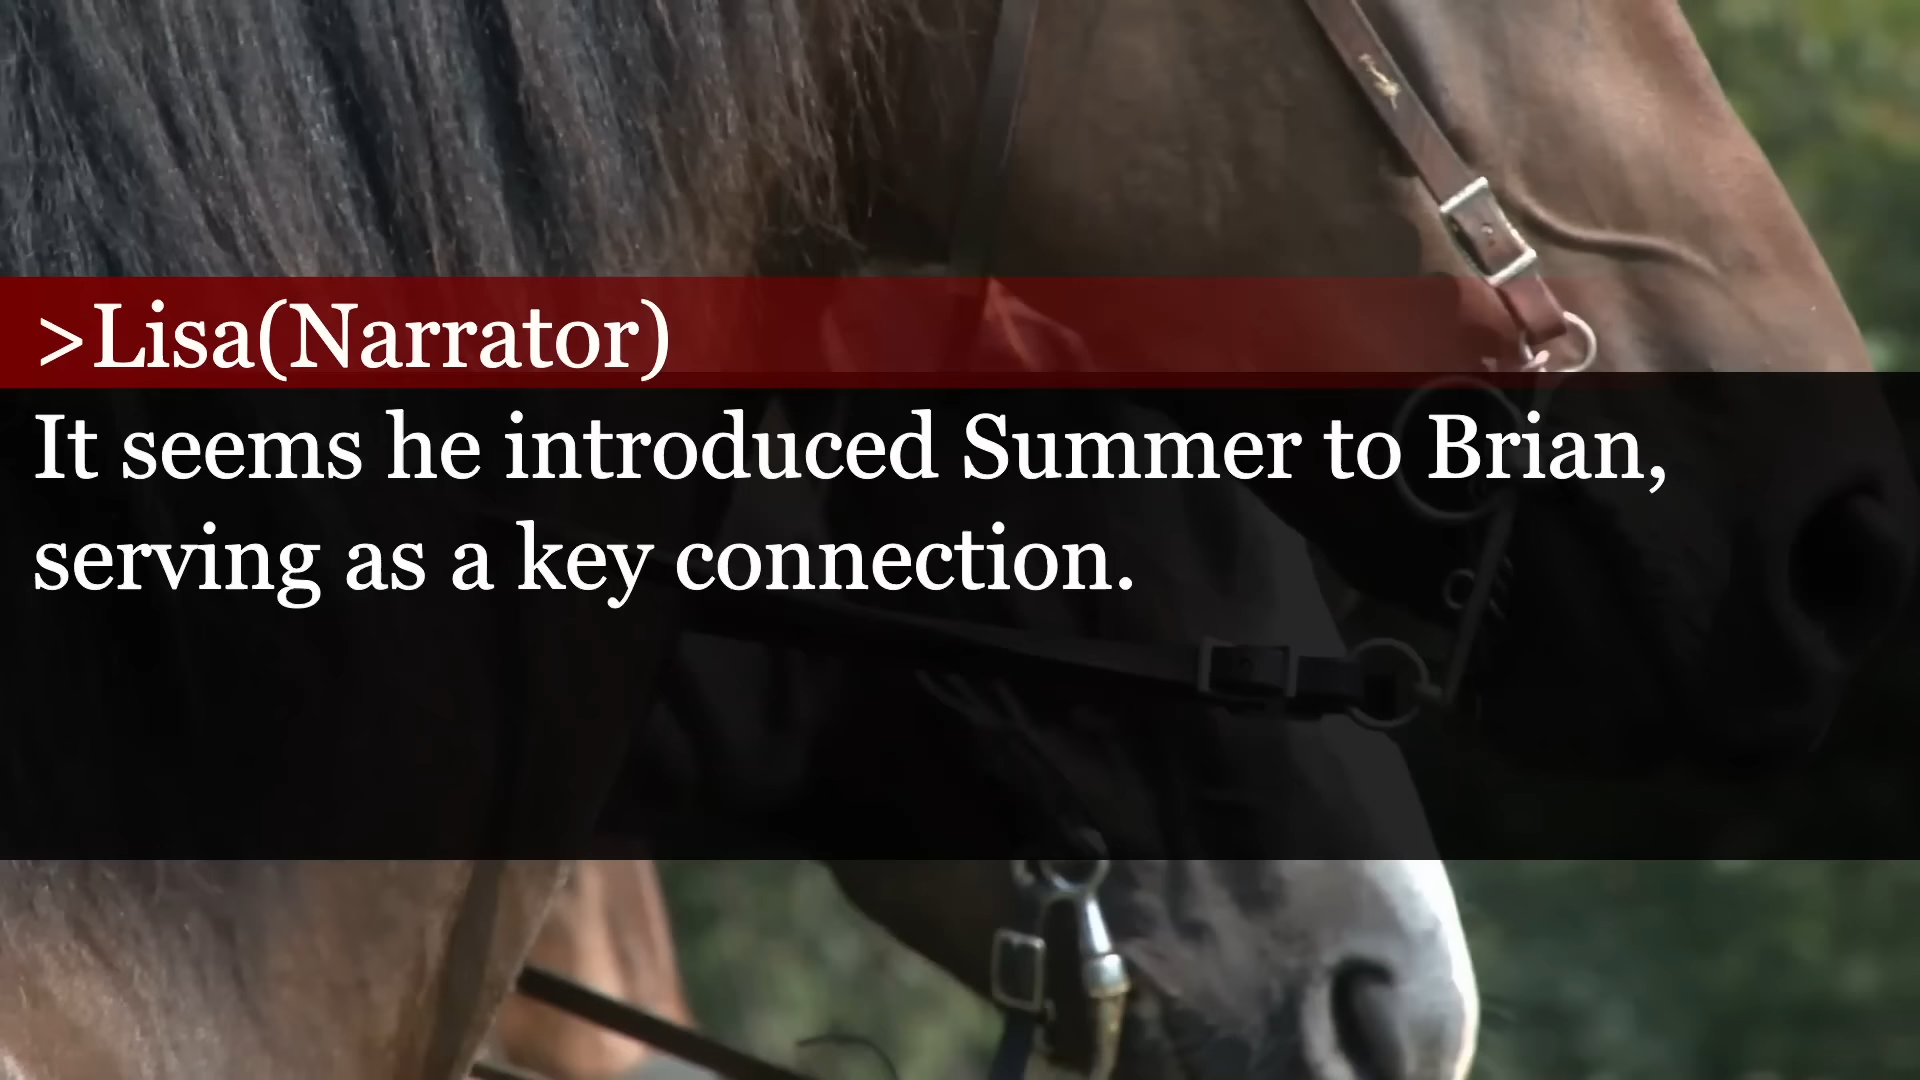 >Lisa(Narrator)
It seems he introduced Summer to Brian,
serving as a key connection.